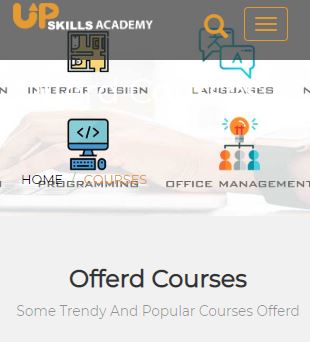 UP
SKILLS ACADEMY
INTERIOR DESIGN
LANGUAGES
HOME / COURSES
PROGRAMMING
OFFICE MANAGEMENT
Offerd Courses
Some Trendy And Popular Courses Offerd